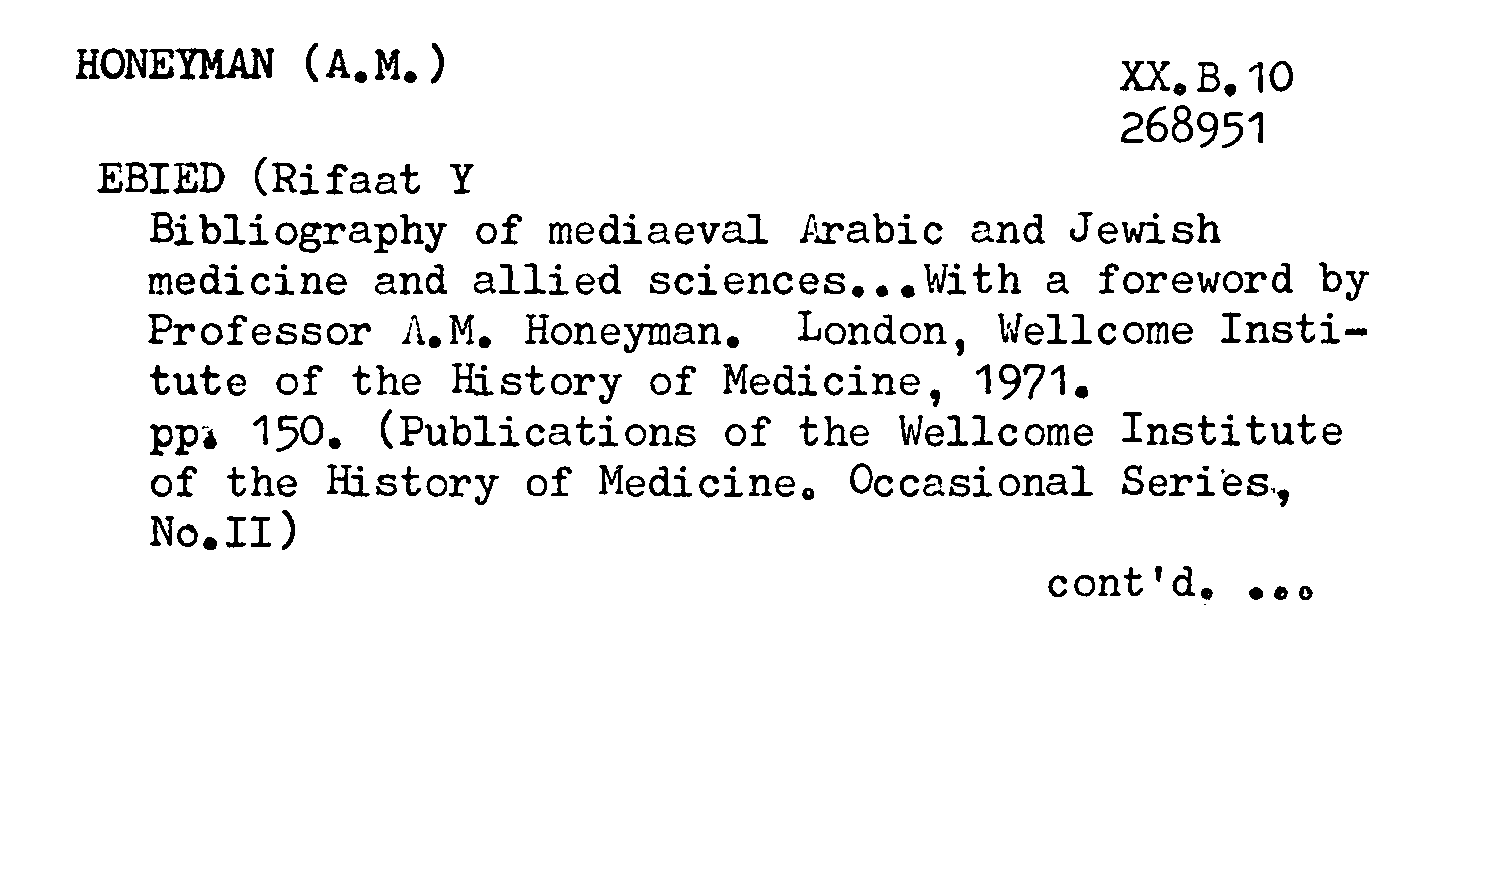 HONEYMAN (A.M.)
XX.B.10
268951
EBIED (Rifaat Y
Bibliography of mediaeval Arabic and Jewish
medicine and allied sciences...With a foreword by
Professor A.M. Honeyman.  London, Wellcome Insti-
tute of the History of Medicine, 1971.
pp. 150. (Publications of the Wellcome Institute
of the History of Medicine. Occasional Series,
No.II)
cont'd. ...